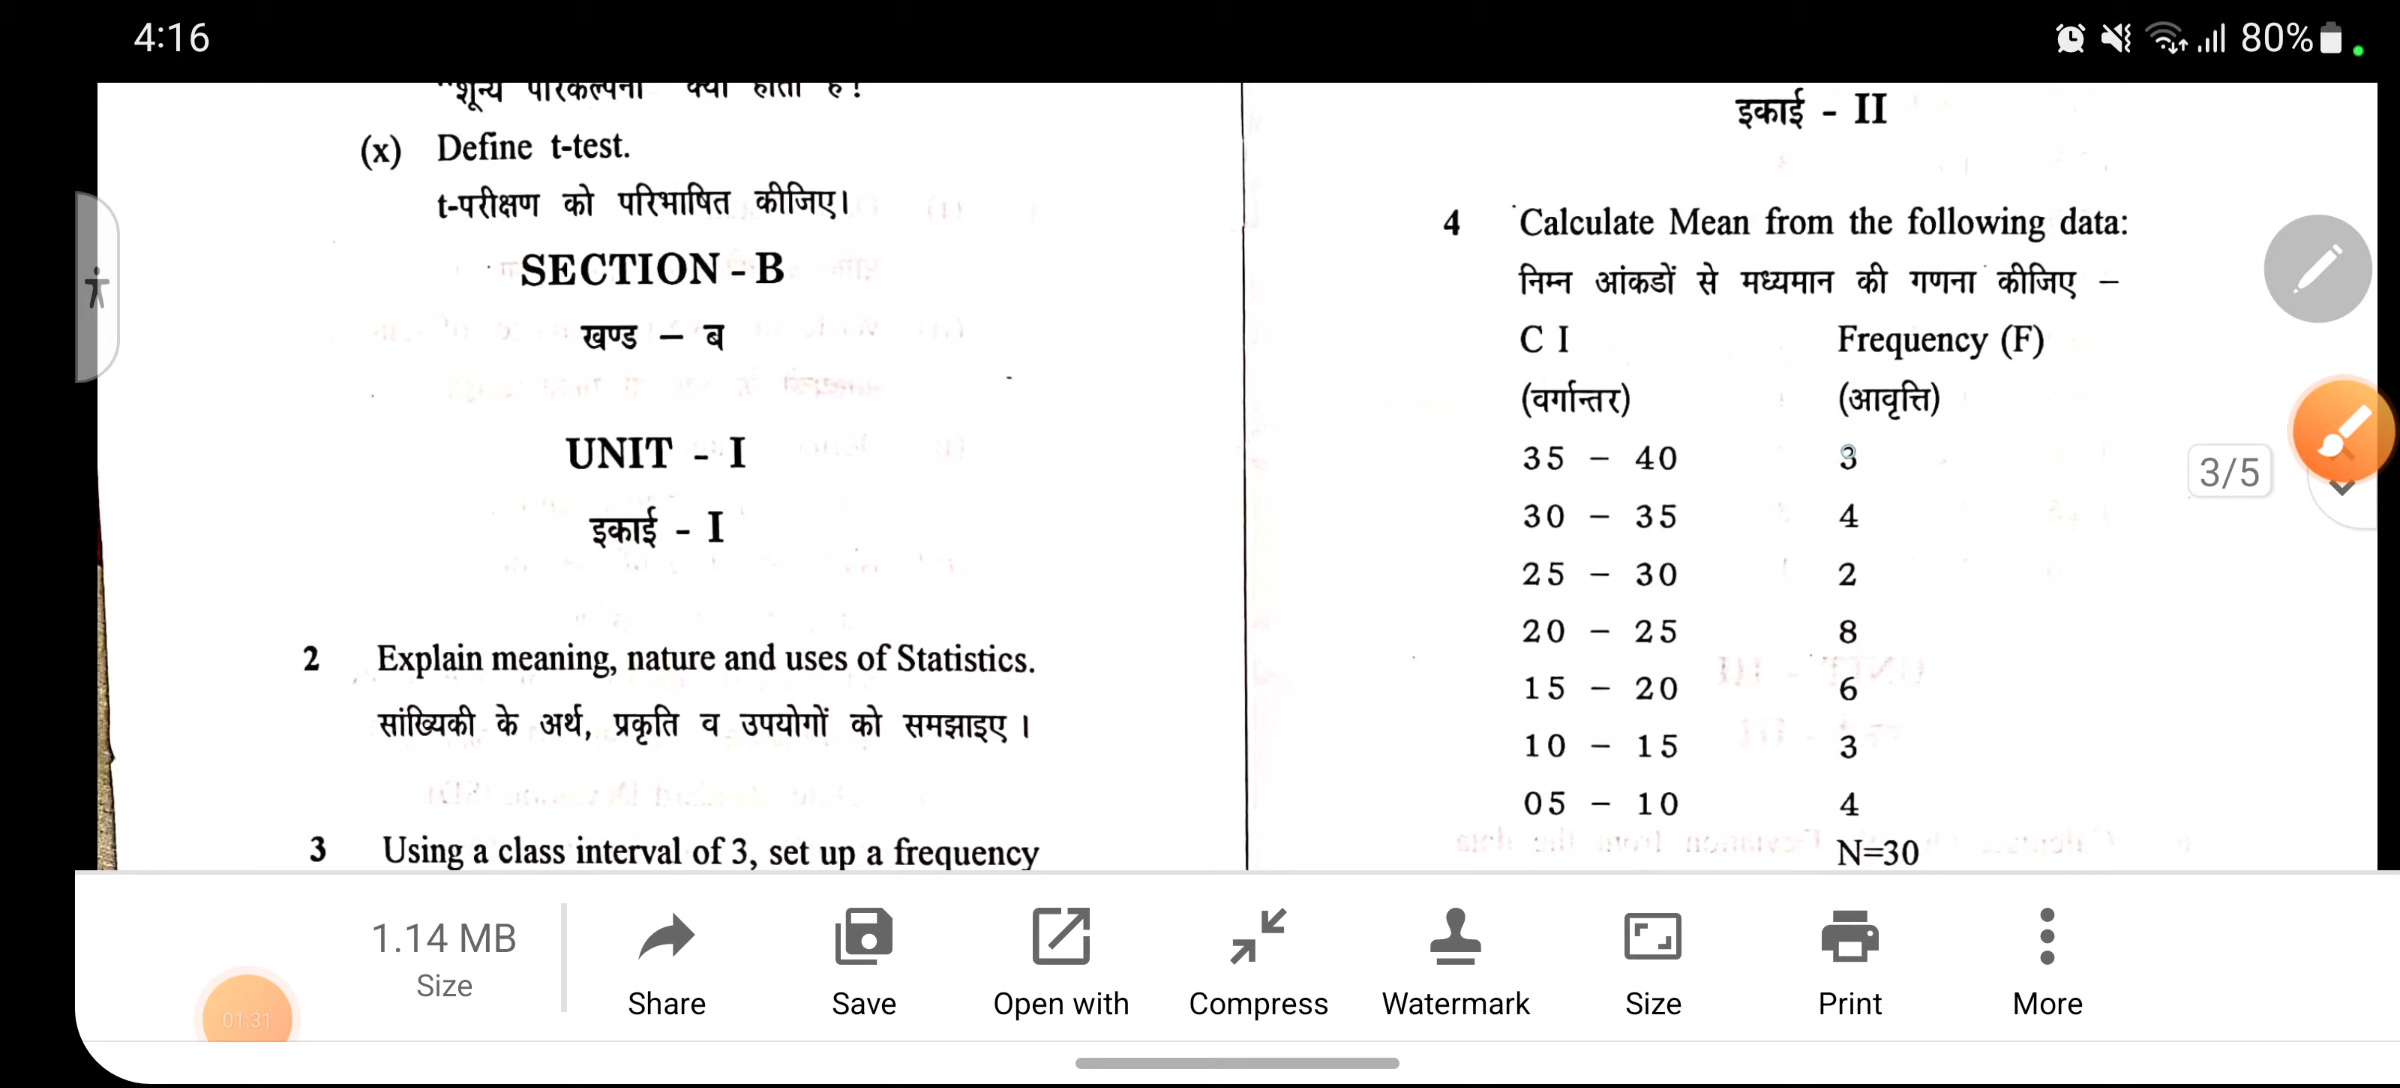 4:16
80%
(x) Define t-test.
t-परीक्षण को परिभाषित कीजिए।
SECTION - B
खण्ड – ब
UNIT - I
इकाई - I
2 Explain meaning, nature and uses of Statistics.
सांख्यिकी के अर्थ, प्रकृति व उपयोगों को समझाइए ।
3 Using a class interval of 3, set up a frequency
इकाई - II
4 Calculate Mean from the following data:
निम्न आंकडों से मध्यमान की गणना कीजिए –
C I Frequency (F)
(वर्गान्तर) (आवृत्ति)
35 – 40 3
30 – 35 4
25 – 30 2
20 – 25 8
15 – 20 6
10 – 15 3
05 – 10 4
N=30
3/5
1.14 MB
Size
Share
Save
Open with
Compress
Watermark
Size
Print
More
01:31